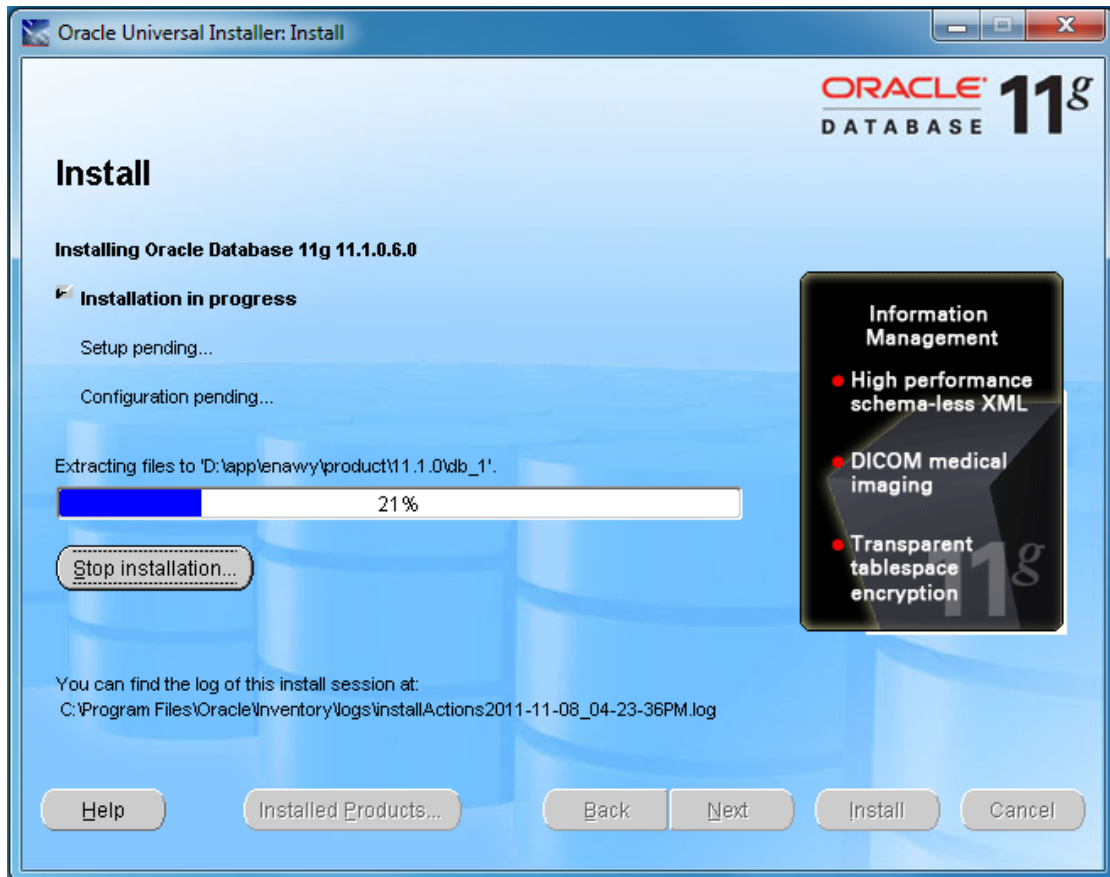 Oracle Universal Installer: Install
ORACLE 11g
DATABASE
Install
Installing Oracle Database 11g 11.1.0.6.0
Installation in progress
Setup pending...
Configuration pending...
Extracting files to 'D:\app\enawy\product\11.1.0\db_1'.
21%
Stop installation...
Information
Management
High performance
schema-less XML
DICOM medical
imaging
Transparent
tablespace
encryption
11g
You can find the log of this install session at:
C:\Program Files\Oracle\Inventory\logs\installActions2011-11-08_04-23-36PM.log
Help
Installed Products...
Back
Next
Install
Cancel